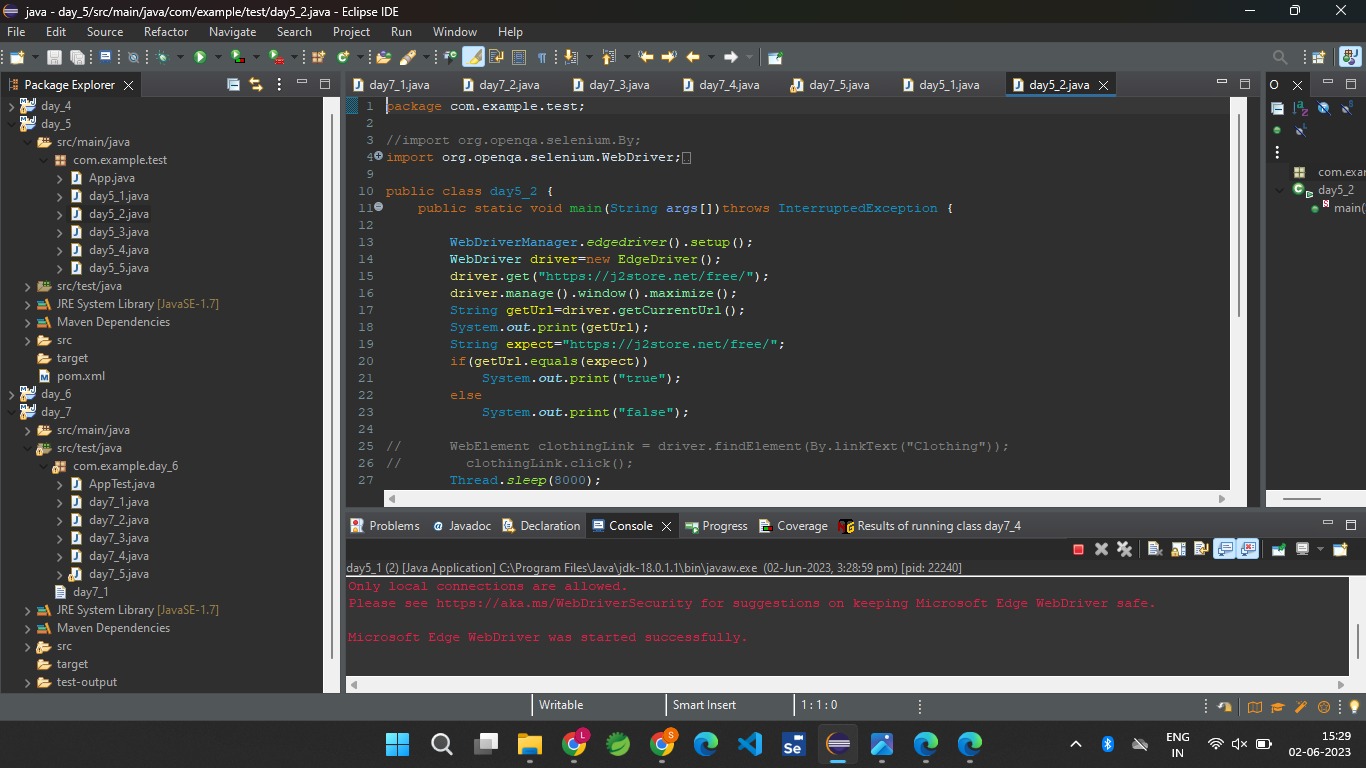 java - day_5/src/main/java/com/example/test/day5_2.java - Eclipse IDE
File Edit Source Refactor Navigate Search Project Run Window Help
Package Explorer
day_4
day_5
src/main/java
com.example.test
App.java
day5_1.java
day5_2.java
day5_3.java
day5_4.java
day5_5.java
src/test/java
JRE System Library [JavaSE-1.7]
Maven Dependencies
src
target
pom.xml
day_6
day_7
src/main/java
src/test/java
com.example.day_6
AppTest.java
day7_1.java
day7_2.java
day7_3.java
day7_4.java
day7_5.java
day7_1
JRE System Library [JavaSE-1.7]
Maven Dependencies
src
target
test-output
day7_1.java day7_2.java day7_3.java day7_4.java day7_5.java day5_1.java day5_2.java
1 package com.example.test;
2
3 //import org.openqa.selenium.By;
4 import org.openqa.selenium.WebDriver;
9
10 public class day5_2 {
11 public static void main(String args[])throws InterruptedException {
12
13 WebDriverManager.edgedriver().setup();
14 WebDriver driver=new EdgeDriver();
15 driver.get("https://j2store.net/free/");
16 driver.manage().window().maximize();
17 String getUrl=driver.getCurrentUrl();
18 System.out.print(getUrl);
19 String expect="https://j2store.net/free/";
20 if(getUrl.equals(expect))
21 System.out.print("true");
22 else
23 System.out.print("false");
24
25 // WebElement clothingLink = driver.findElement(By.linkText("Clothing"));
26 // clothingLink.click();
27 Thread.sleep(8000);
O
com.exar
day5_2
main(
Problems Javadoc Declaration Console Progress Coverage Results of running class day7_4
day5_1 (2) [Java Application] C:\Program Files\Java\jdk-18.0.1.1\bin\javaw.exe (02-Jun-2023, 3:28:59 pm) [pid: 22240]
Only local connections are allowed.
Please see https://aka.ms/WebDriverSecurity for suggestions on keeping Microsoft Edge WebDriver safe.
Microsoft Edge WebDriver was started successfully.
Writable Smart Insert 1 : 1 : 0
L
S
Se
ENG
IN
15:29
02-06-2023